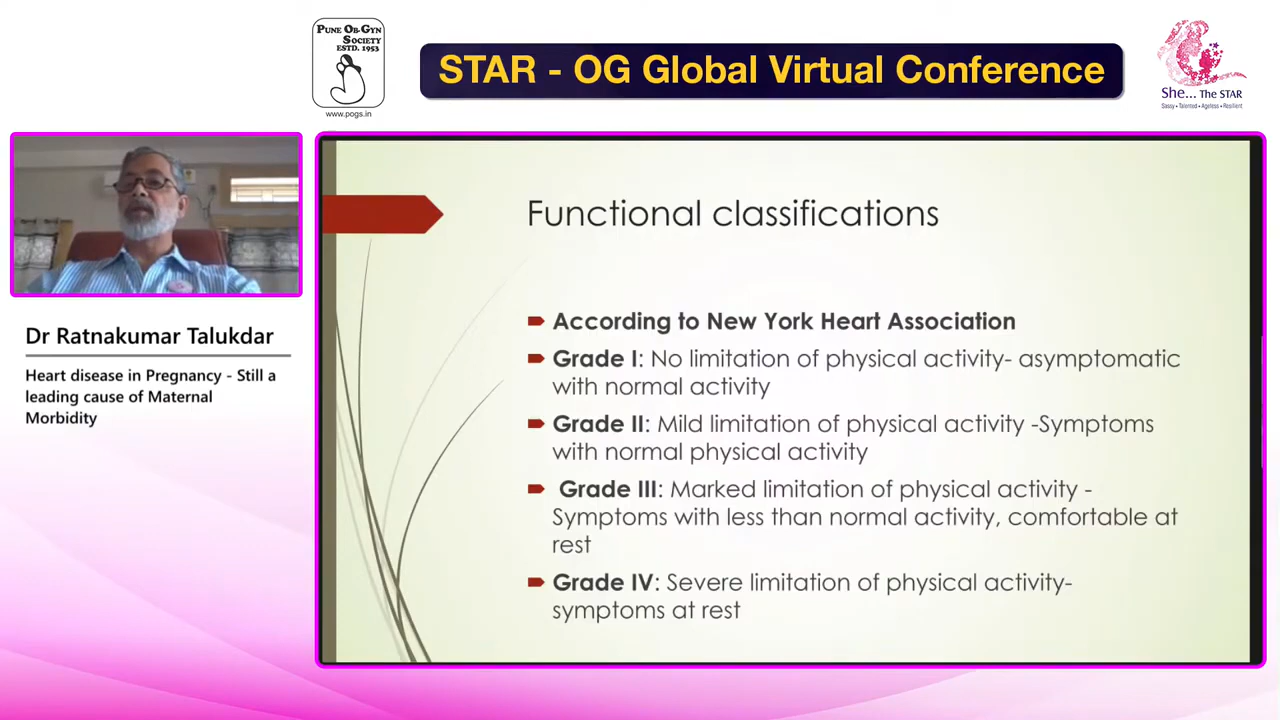 PUNE OB-GYN
SOCIETY
ESTD. 1953
www.pogs.in
STAR - OG Global Virtual Conference
She... The STAR
Sassy • Talented • Ageless • Resilient
Dr Ratnakumar Talukdar
Heart disease in Pregnancy - Still a
leading cause of Maternal
Morbidity
Functional classifications
According to New York Heart Association
Grade I: No limitation of physical activity- asymptomatic
with normal activity
Grade II: Mild limitation of physical activity -Symptoms
with normal physical activity
Grade III: Marked limitation of physical activity -
Symptoms with less than normal activity, comfortable at
rest
Grade IV: Severe limitation of physical activity-
symptoms at rest